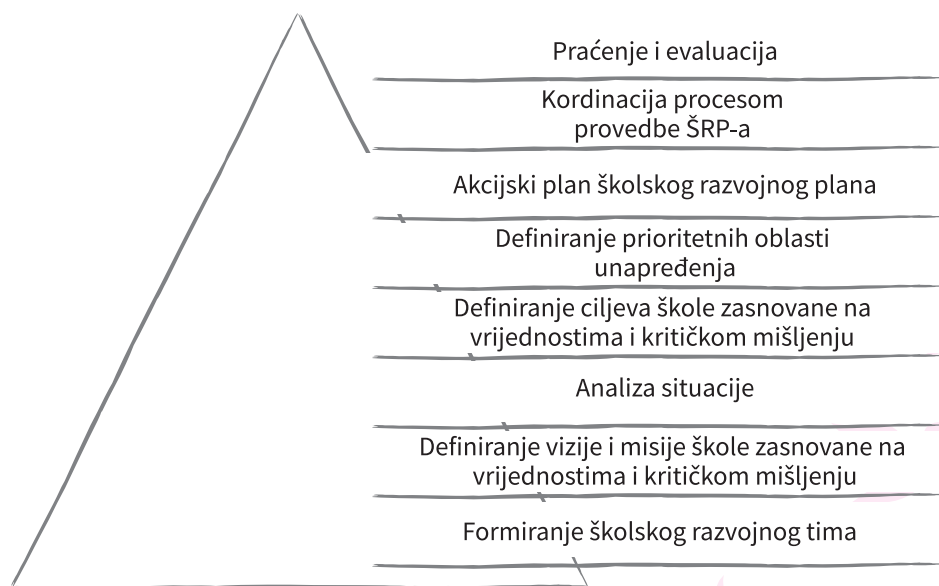 Praćenje i evaluacija
Kordinacija procesom
provedbe ŠRP-a
Akcijski plan školskog razvojnog plana
Definiranje prioritetnih oblasti
unapređenja
Definiranje ciljeva škole zasnovane na
vrijednostima i kritičkom mišljenju
Analiza situacije
Definiranje vizije i misije škole zasnovane na
vrijednostima i kritičkom mišljenju
Formiranje školskog razvojnog tima